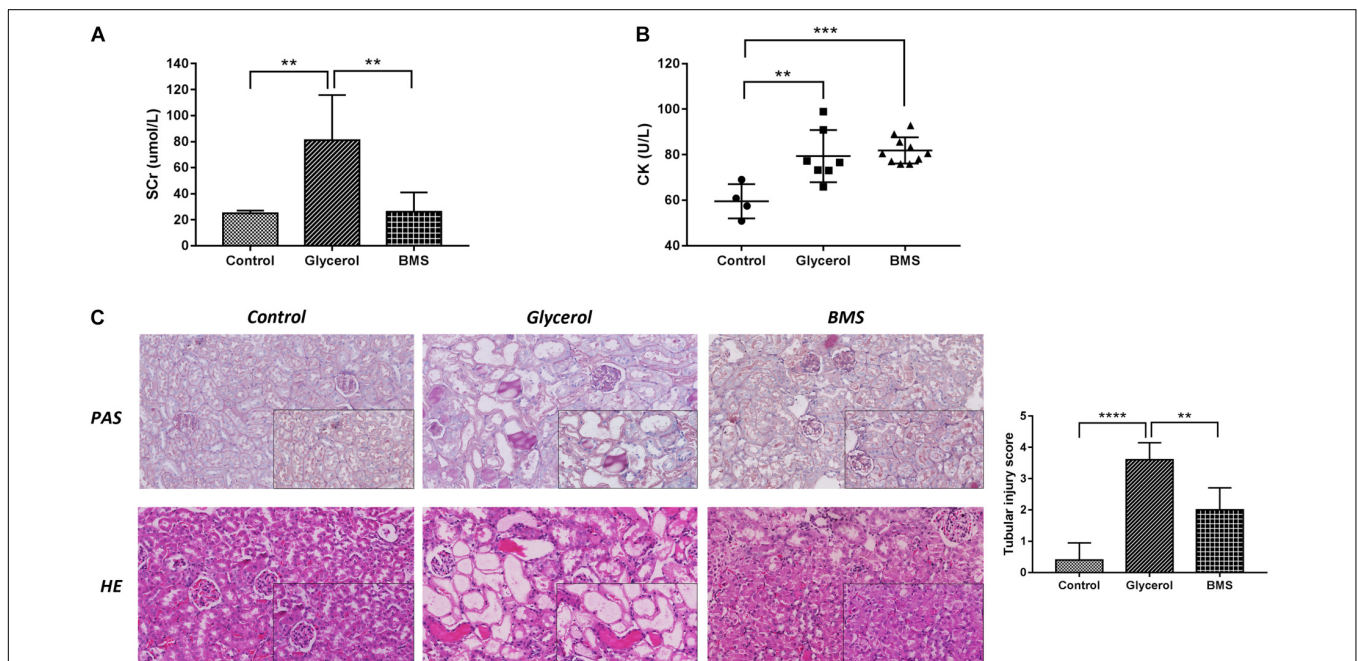 A
SCr (umol/L)
140
120
100
80
60
40
20
0
** **
Control Glycerol BMS
B
CK (U/L)
100
80
60
40
***
**
Control Glycerol BMS
C
Control Glycerol BMS
PAS
HE
Tubular injury score
5
4
3
2
1
0
**** **
Control Glycerol BMS